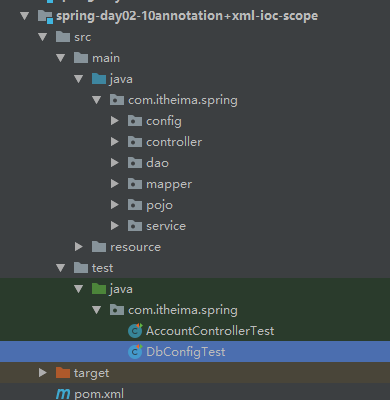 spring-day02-10annotation+xml-ioc-scope
src
main
java
com.itheima.spring
config
controller
dao
mapper
pojo
service
resource
test
java
com.itheima.spring
AccountControllerTest
DbConfigTest
target
pom.xml